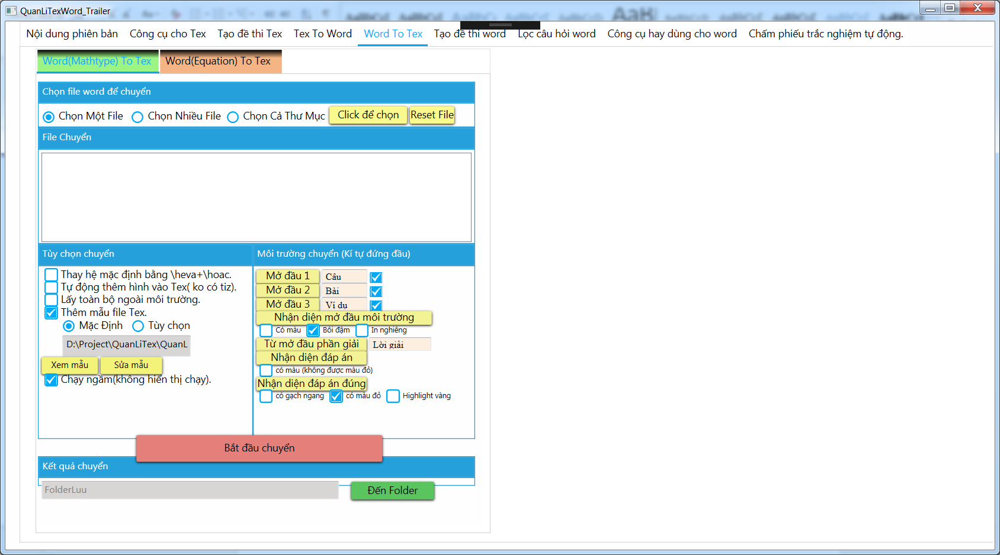 QuanLiTexWord_Trailer
Nội dung phiên bản Công cụ cho Tex Tạo đề thi Tex Tex To Word Word To Tex Tạo đề thi word Lọc câu hỏi word Công cụ hay dùng cho word Chấm phiếu trắc nghiệm tự động.
Word(Mathtype) To Tex Word(Equation) To Tex
Chọn file word để chuyển
Chọn Một File Chọn Nhiều File Chọn Cả Thư Mục Click để chọn Reset File
File Chuyển
Tùy chọn chuyển
Thay hệ mặc định bằng \heva+\hoac.
Tự động thêm hình vào Tex( ko có tiz).
Lấy toàn bộ ngoài môi trường.
Thêm mẫu file Tex.
Mặc Định Tùy chọn
D:\Project\QuanLiTex\QuanL
Xem mẫu Sửa mẫu
Chạy ngầm(không hiển thị chạy).
Môi trường chuyển (Kí tự đứng đầu)
Mở đầu 1 Câu
Mở đầu 2 Bài
Mở đầu 3 Ví dụ
Nhận diện mở đầu môi trường
Có màu Bôi đậm In nghiêng
Từ mở đầu phần giải Lời giải
Nhận diện đáp án
có màu (không được màu đỏ)
Nhận diện đáp án đúng
có gạch ngang có màu đỏ Highlight vàng
Bắt đầu chuyển
Kết quả chuyển
FolderLuu Đến Folder